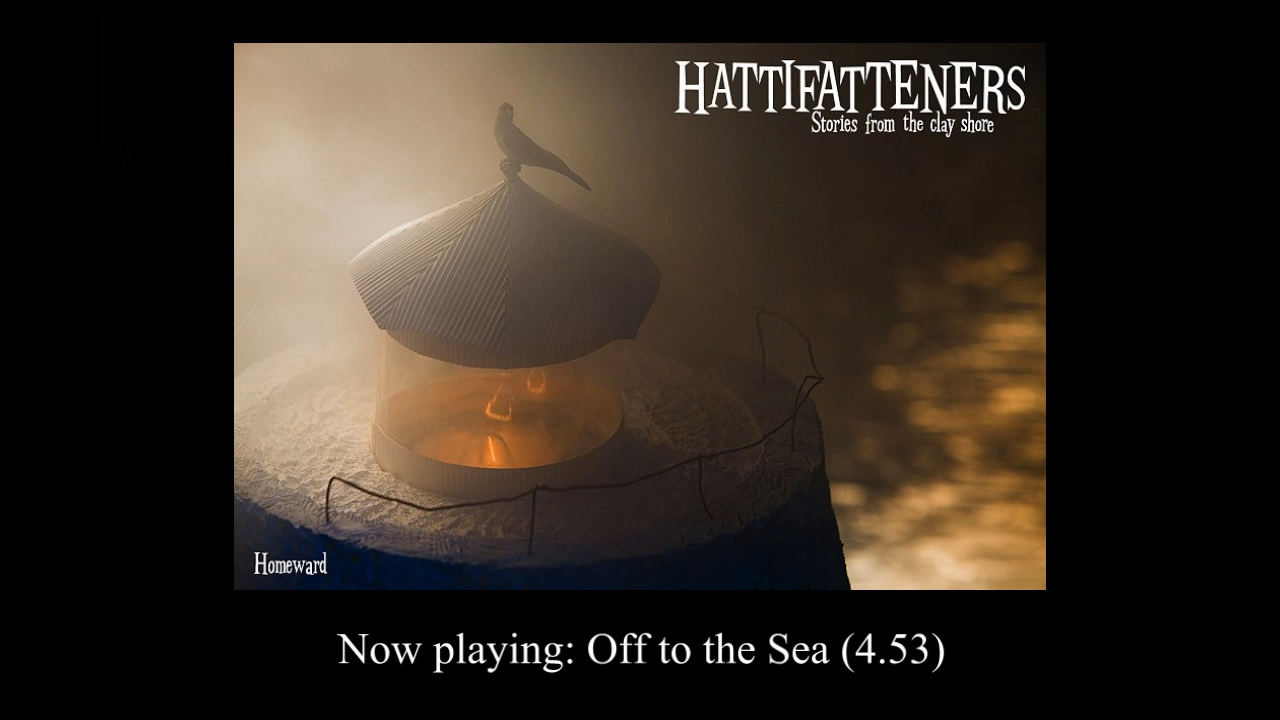 HATTIFATTENERS
Stories from the clay shore
Homeward
Now playing: Off to the Sea (4.53)